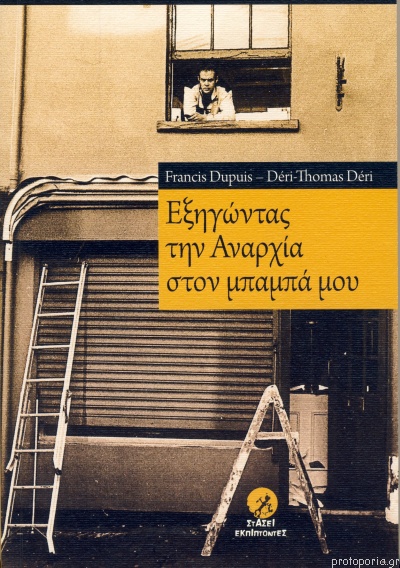 Francis Dupuis – Déri-Thomas Déri
Εξηγώντας
την Αναρχία
στον μπαμπά μου
ΣτΑΣΕΙ
ΕΚΠΙΠτΟΝτΕΣ
protoporia.gr